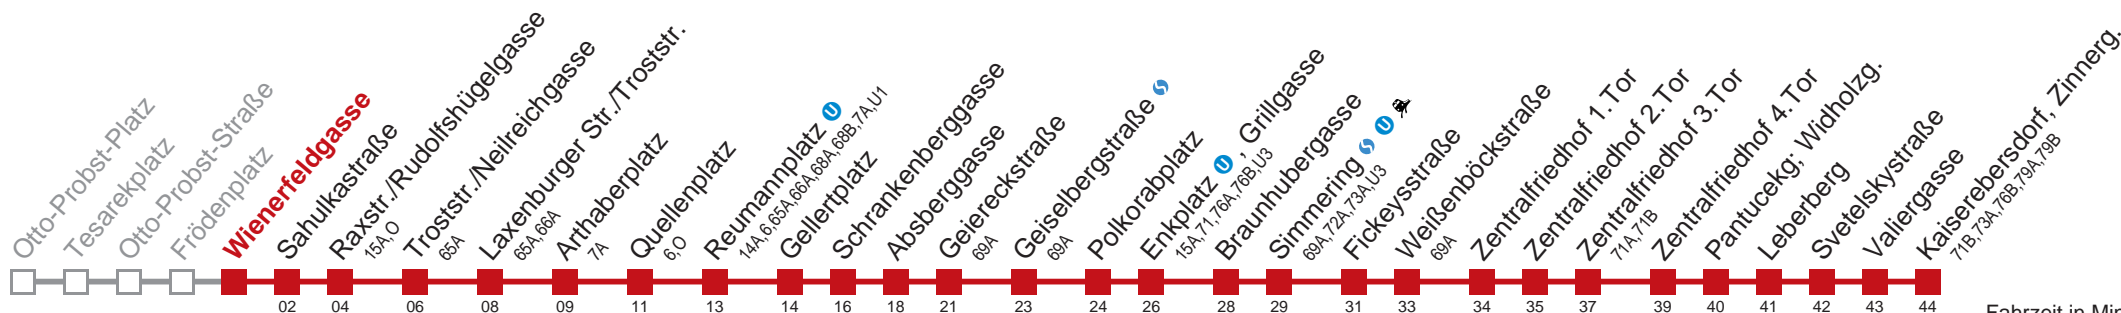 Otto-Probst-Platz
Tesarekplatz
Otto-Probst-Straße
Frödenplatz
Wienerfeldgasse
Sahulkastraße
02
Raxstr./Rudolfshügelgasse
15A,O
04
Troststr./Neilreichgasse
65A
06
Laxenburger Str./Troststr.
65A,66A
08
Arthaberplatz
7A
09
Quellenplatz
6,O
11
Reumannplatz U
14A,6,65A,66A,68A,68B,7A,U1
13
Gellertplatz
14
Schrankenberggasse
16
Absberggasse
18
Geiereckstraße
69A
21
Geiselbergstraße S
69A
23
Polkorabplatz
24
Enkplatz U , Grillgasse
15A,71,76A,76B,U3
26
Braunhubergasse
28
Simmering S U
69A,72A,73A,U3
29
Fickeysstraße
31
Weißenböckstraße
69A
33
Zentralfriedhof 1.Tor
34
Zentralfriedhof 2.Tor
35
Zentralfriedhof 3.Tor
71A,71B
37
Zentralfriedhof 4.Tor
39
Pantucekg; Widholzg.
40
Leberberg
41
Svetelskystraße
42
Valiergasse
43
Kaiserebersdorf, Zinnerg.
71B,73A,76B,79A,79B
44
Fahrzeit in Min